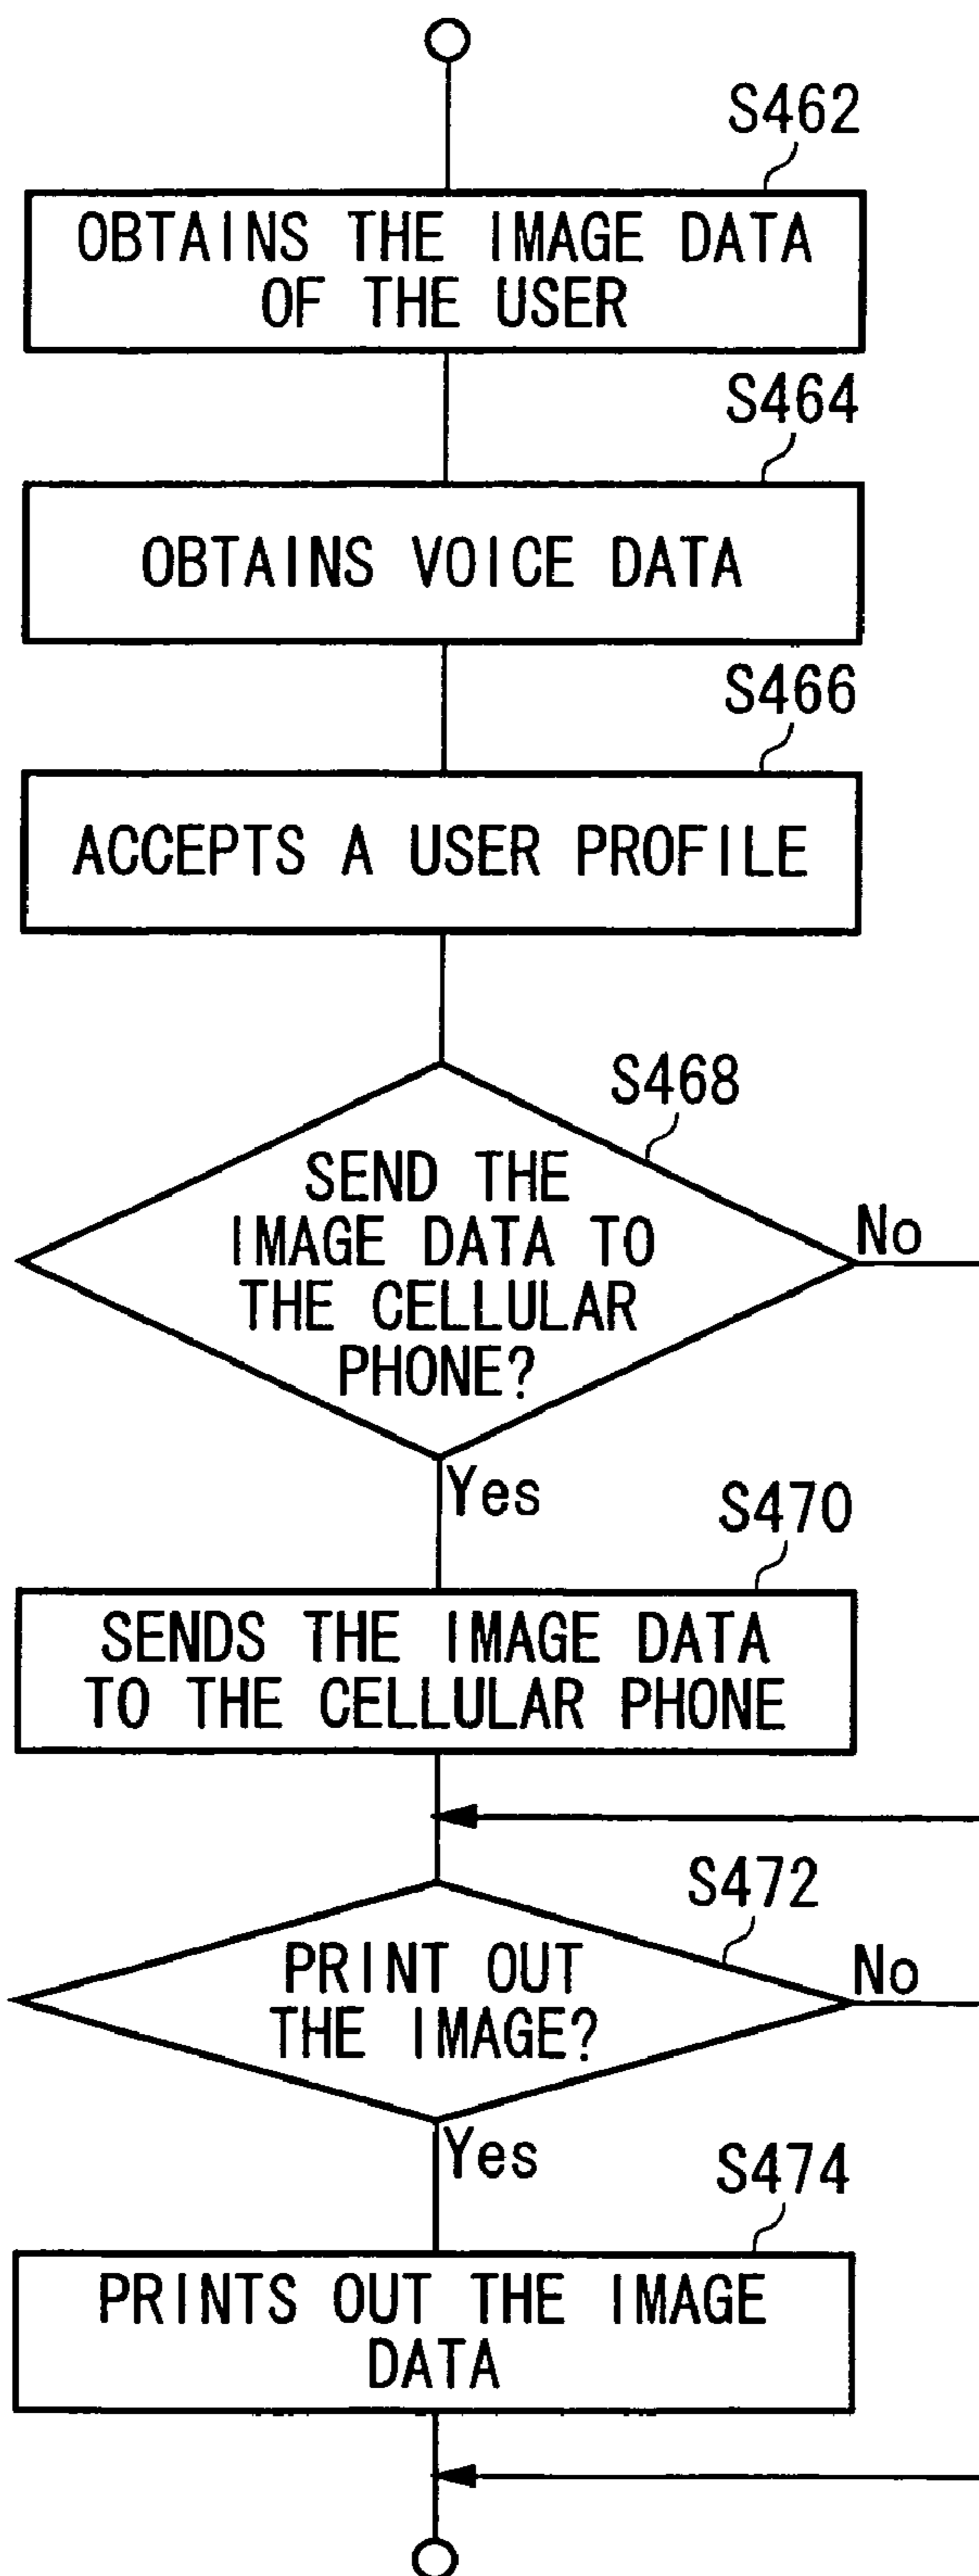 S462
OBTAINS THE IMAGE DATA
OF THE USER
S464
OBTAINS VOICE DATA
S466
ACCEPTS A USER PROFILE
S468
SEND THE
IMAGE DATA TO
THE CELLULAR
PHONE?
No
Yes
S470
SENDS THE IMAGE DATA
TO THE CELLULAR PHONE
S472
PRINT OUT
THE IMAGE?
No
Yes
S474
PRINTS OUT THE IMAGE
DATA